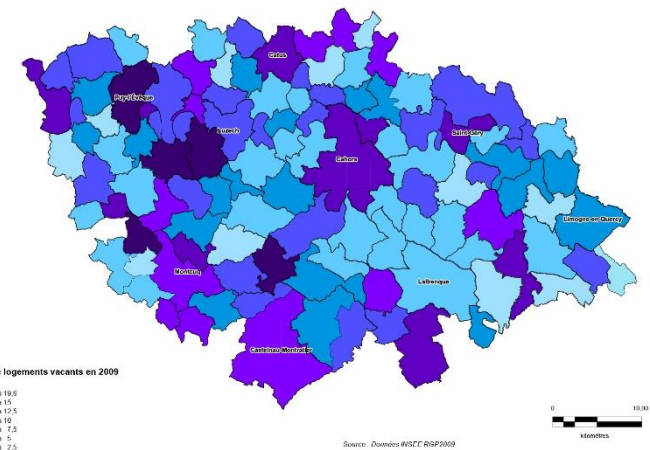 Calus
Puy-l'Évêque
Luzech
Saint-Géry
Cahors
Limogne-en-Quercy
Montcuq
Lalbenque
Castelnau-Montratier
logements vacants en 2009
19,6
15
12,5
10
7,5
5
2,5
0 10,00
kilomètres
Source : Données INSEE RGP2009